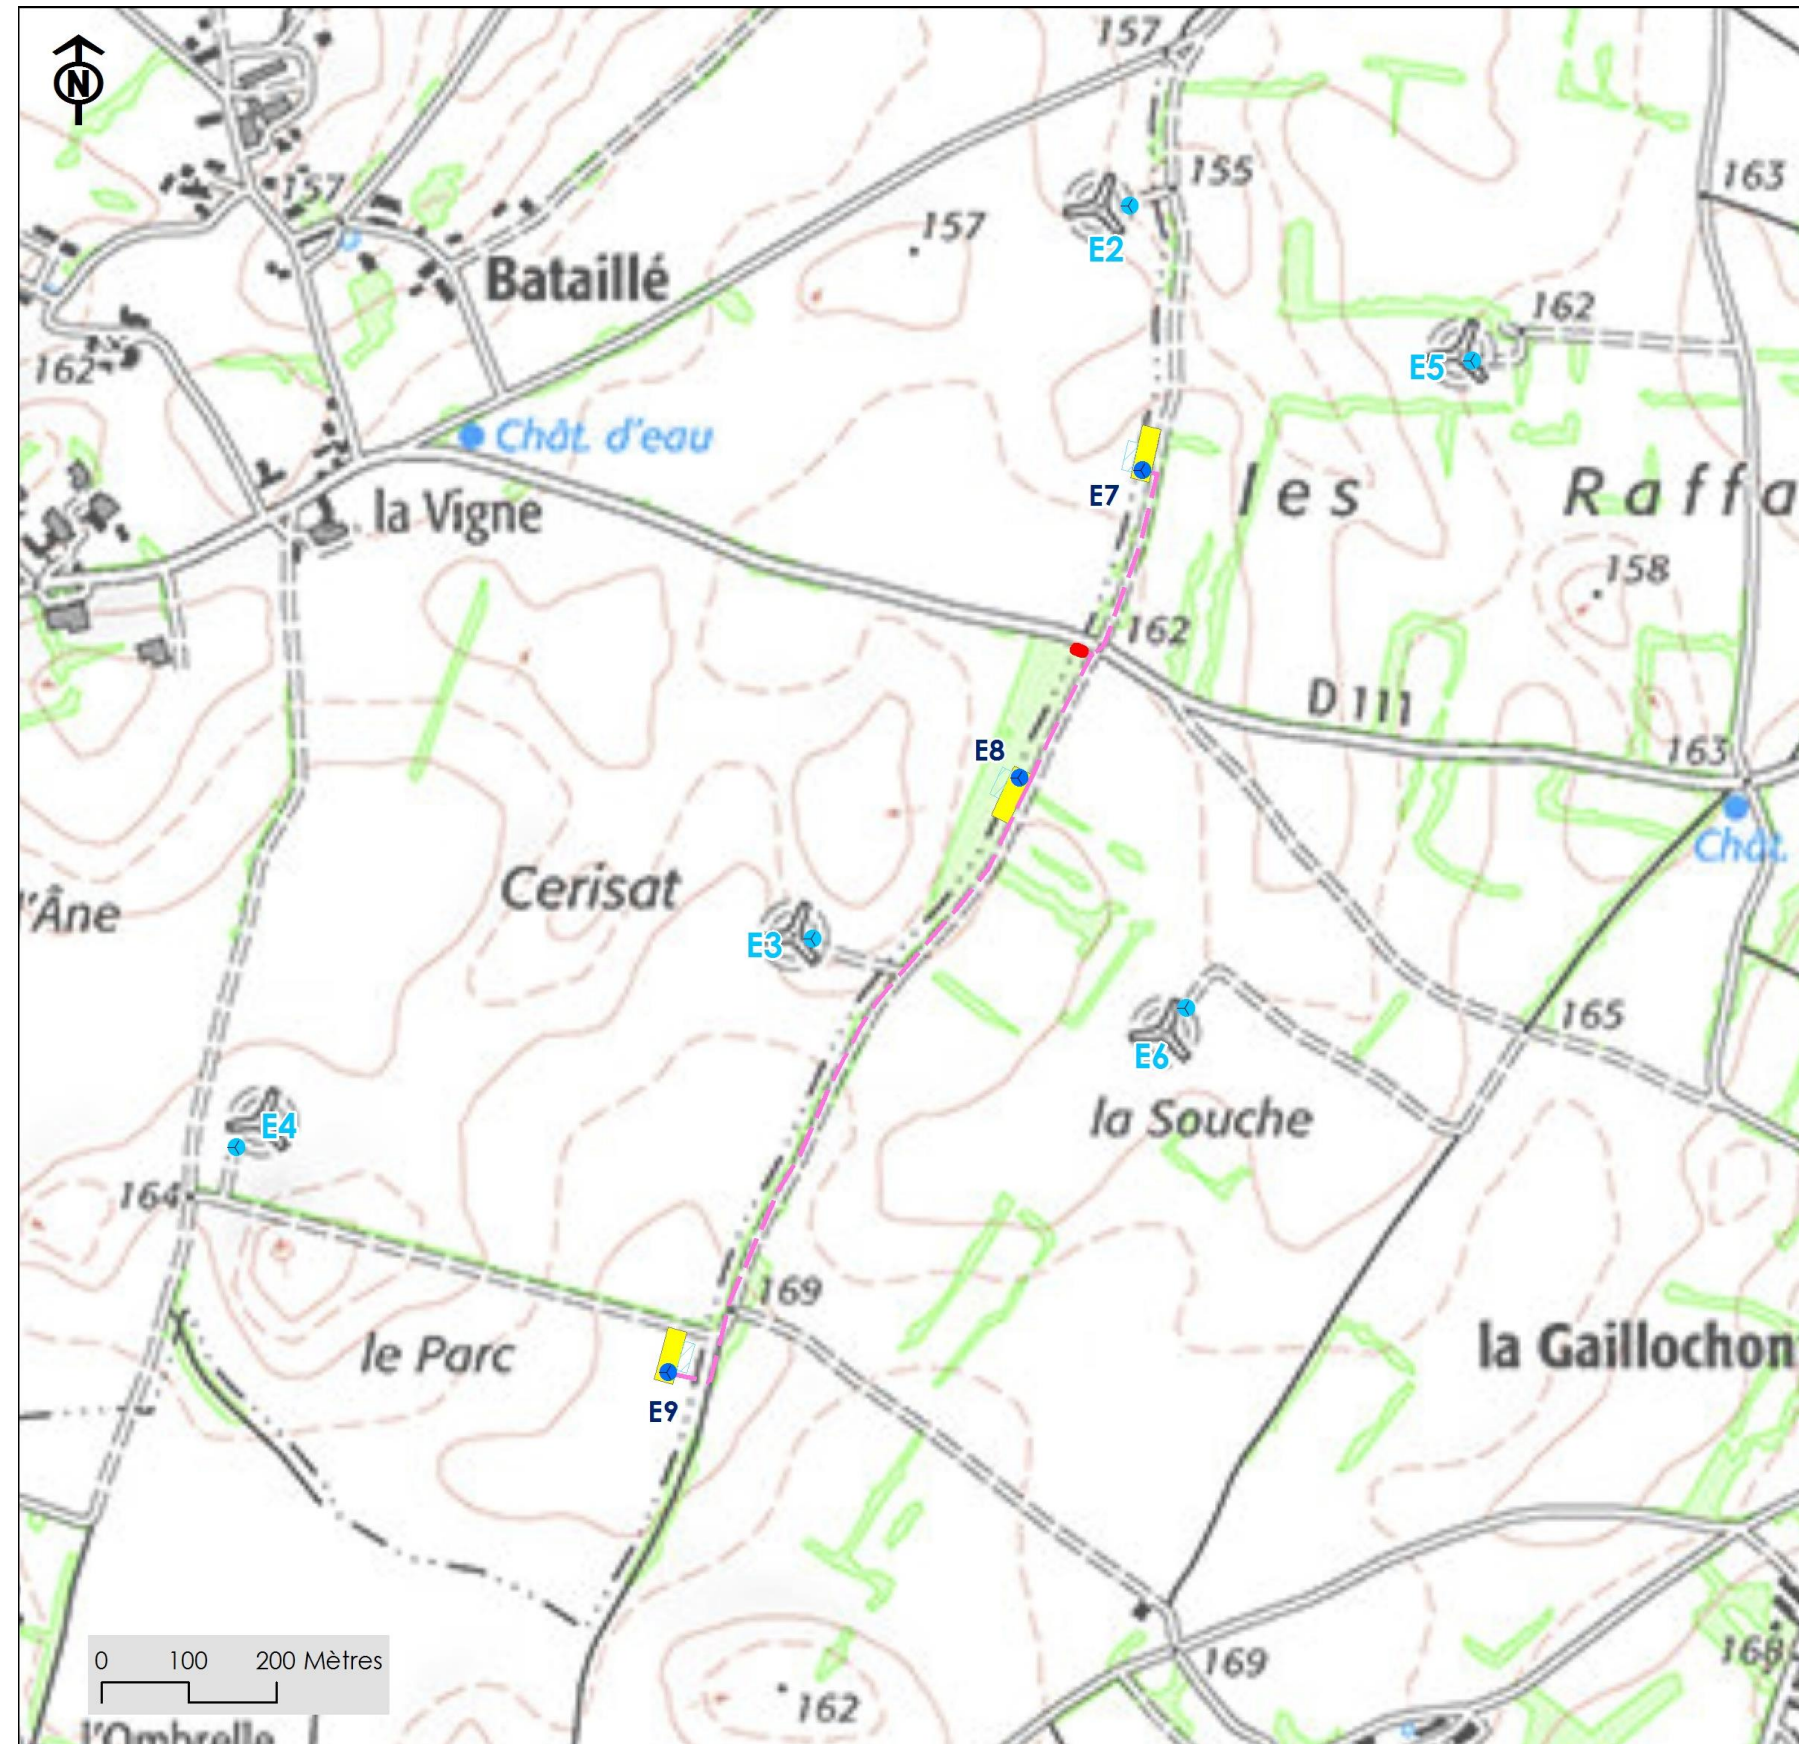 157
N
155
163
157
157
E2
Bataillé
162
162
E5
Chât. d'eau
E7
les Raffa
la Vigne
158
162
D 111
163
E8
Chât.
Cerisat
l'Âne
E3
165
E6
la Souche
E4
164
169
le Parc
la Gaillochon
E9
169
168
0 100 200 Mètres
162
l'Ombrelle